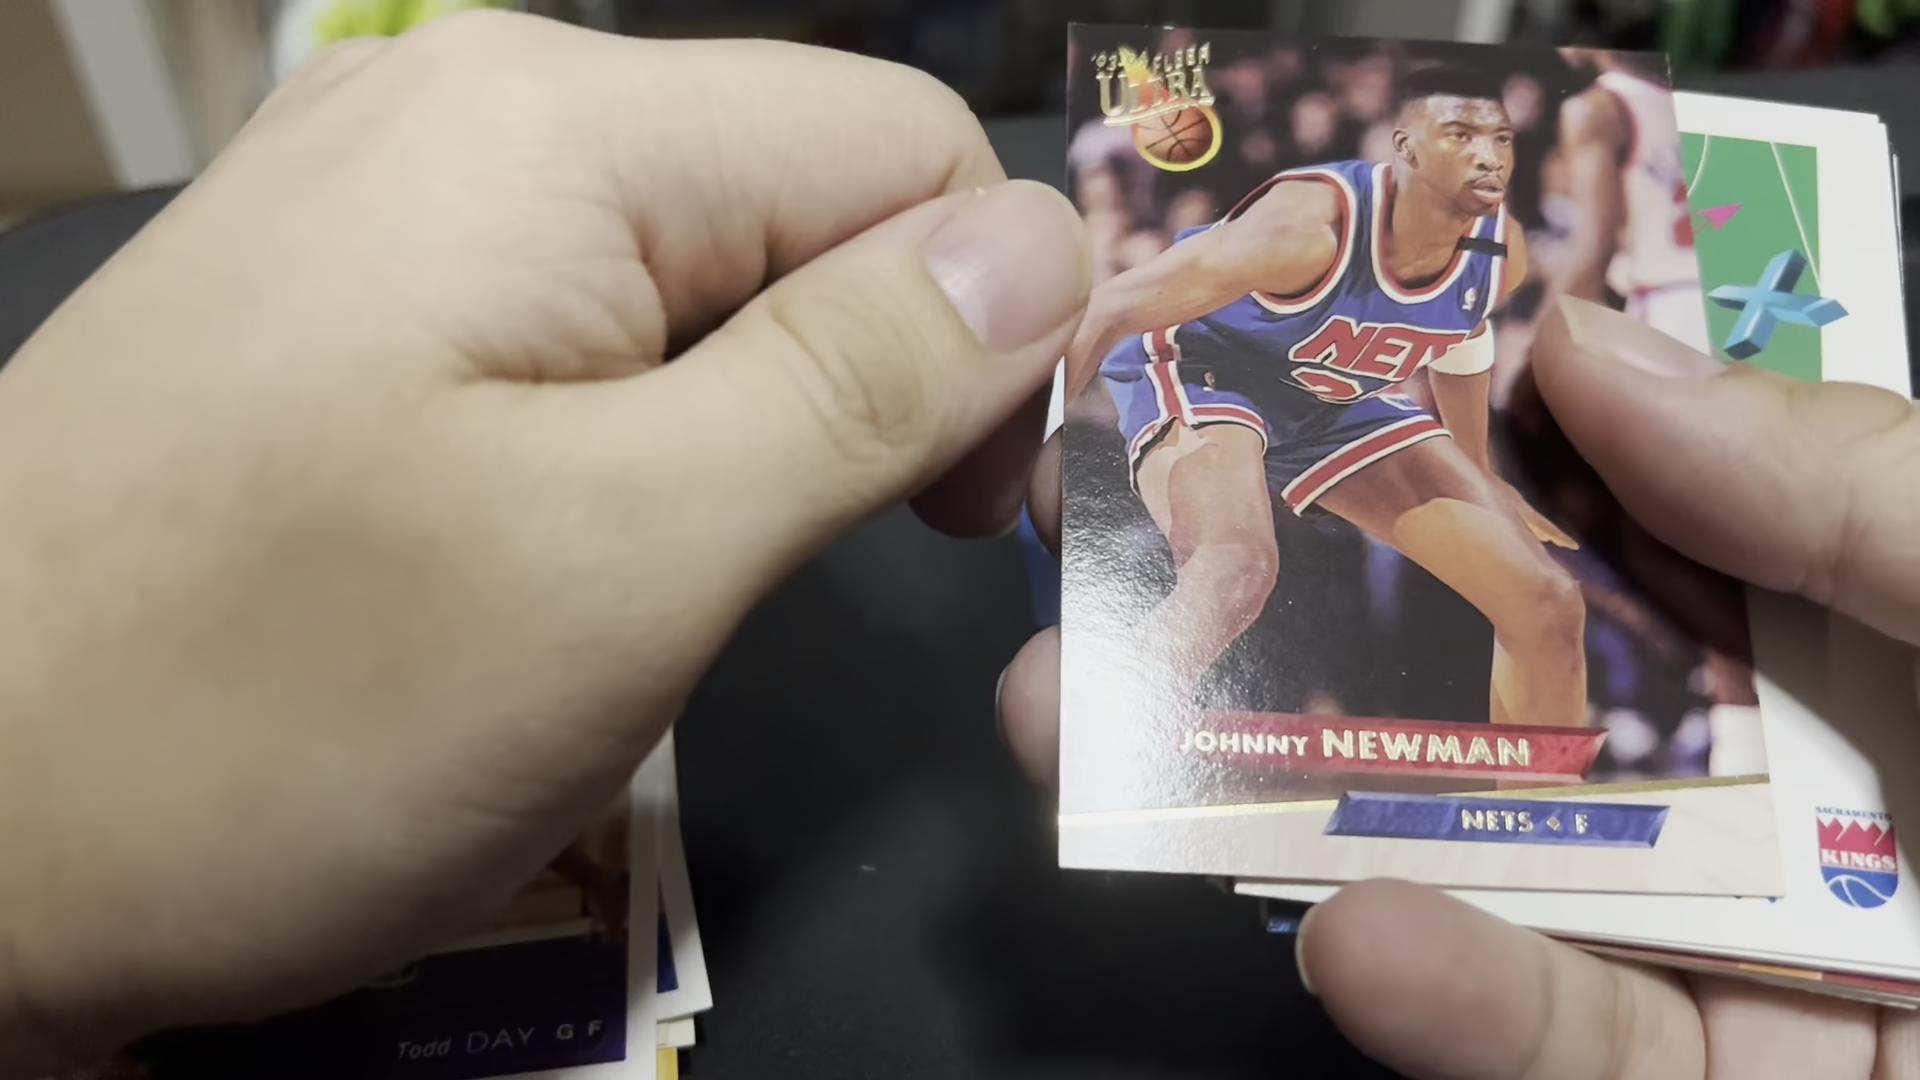 '93-94 FLEER
ULTRA
NETS
JOHNNY NEWMAN
NETS F
SACRAMENTO
KINGS
Todd DAY G F